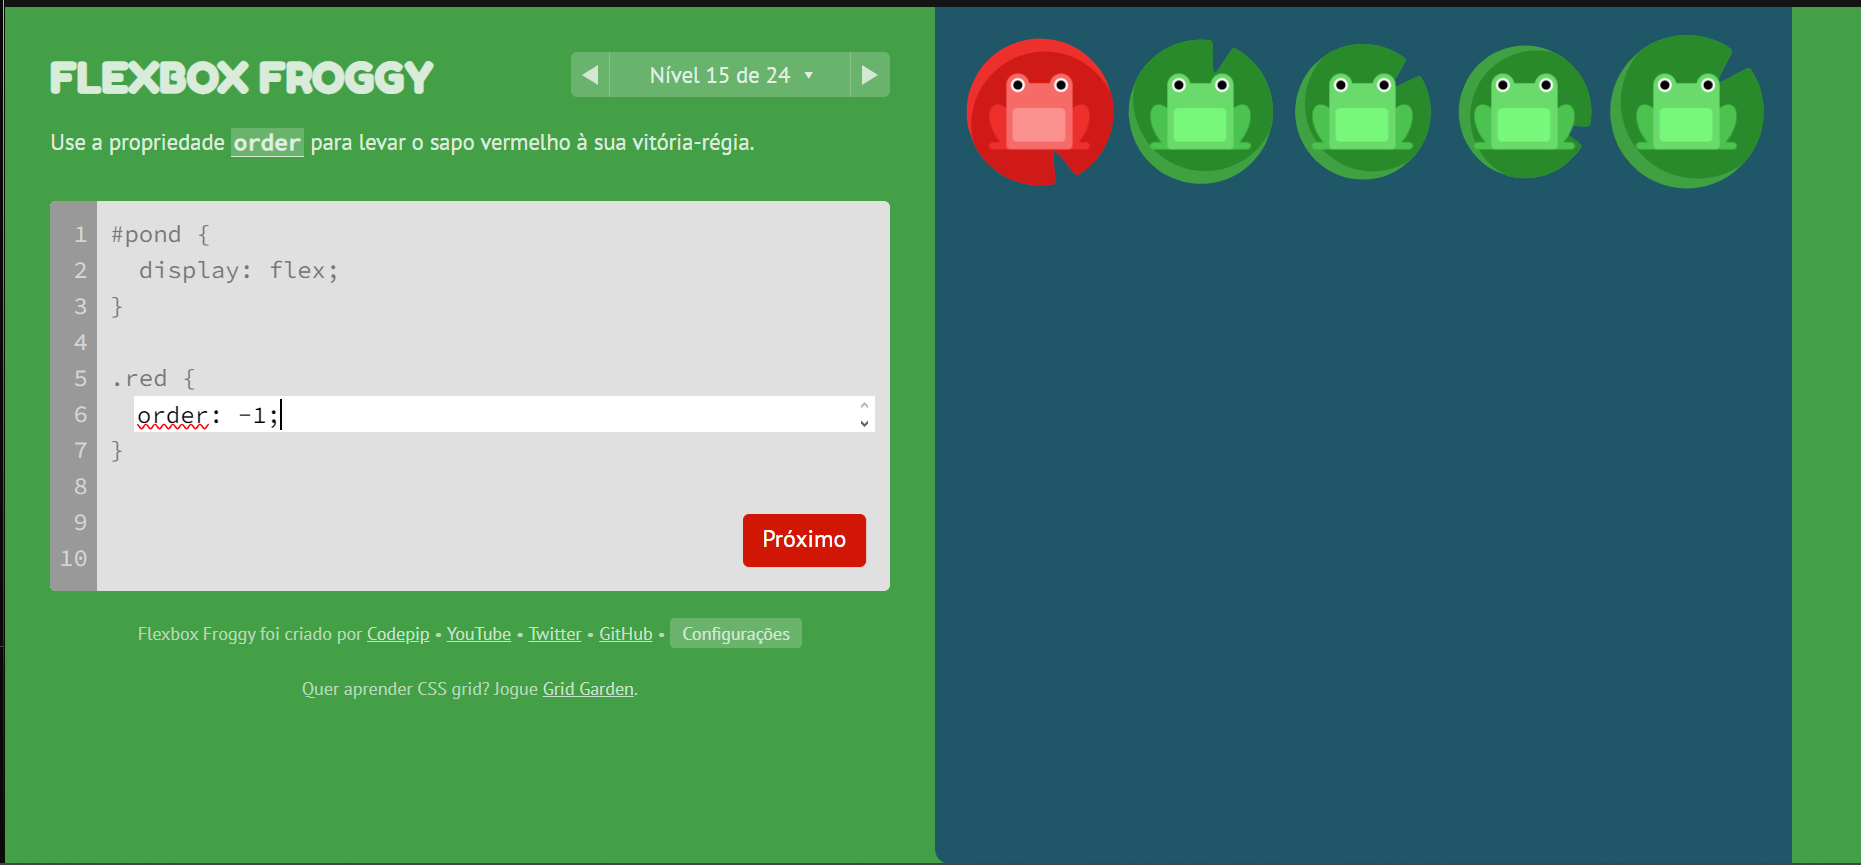 FLEXBOX FROGGY
Nível 15 de 24
Use a propriedade order para levar o sapo vermelho à sua vitória-régia.
1 #pond {
2 display: flex;
3 }
4
5 .red {
6 order: -1;
7 }
8
9
10
Próximo
Flexbox Froggy foi criado por Codepip • YouTube • Twitter • GitHub • Configurações
Quer aprender CSS grid? Jogue Grid Garden.